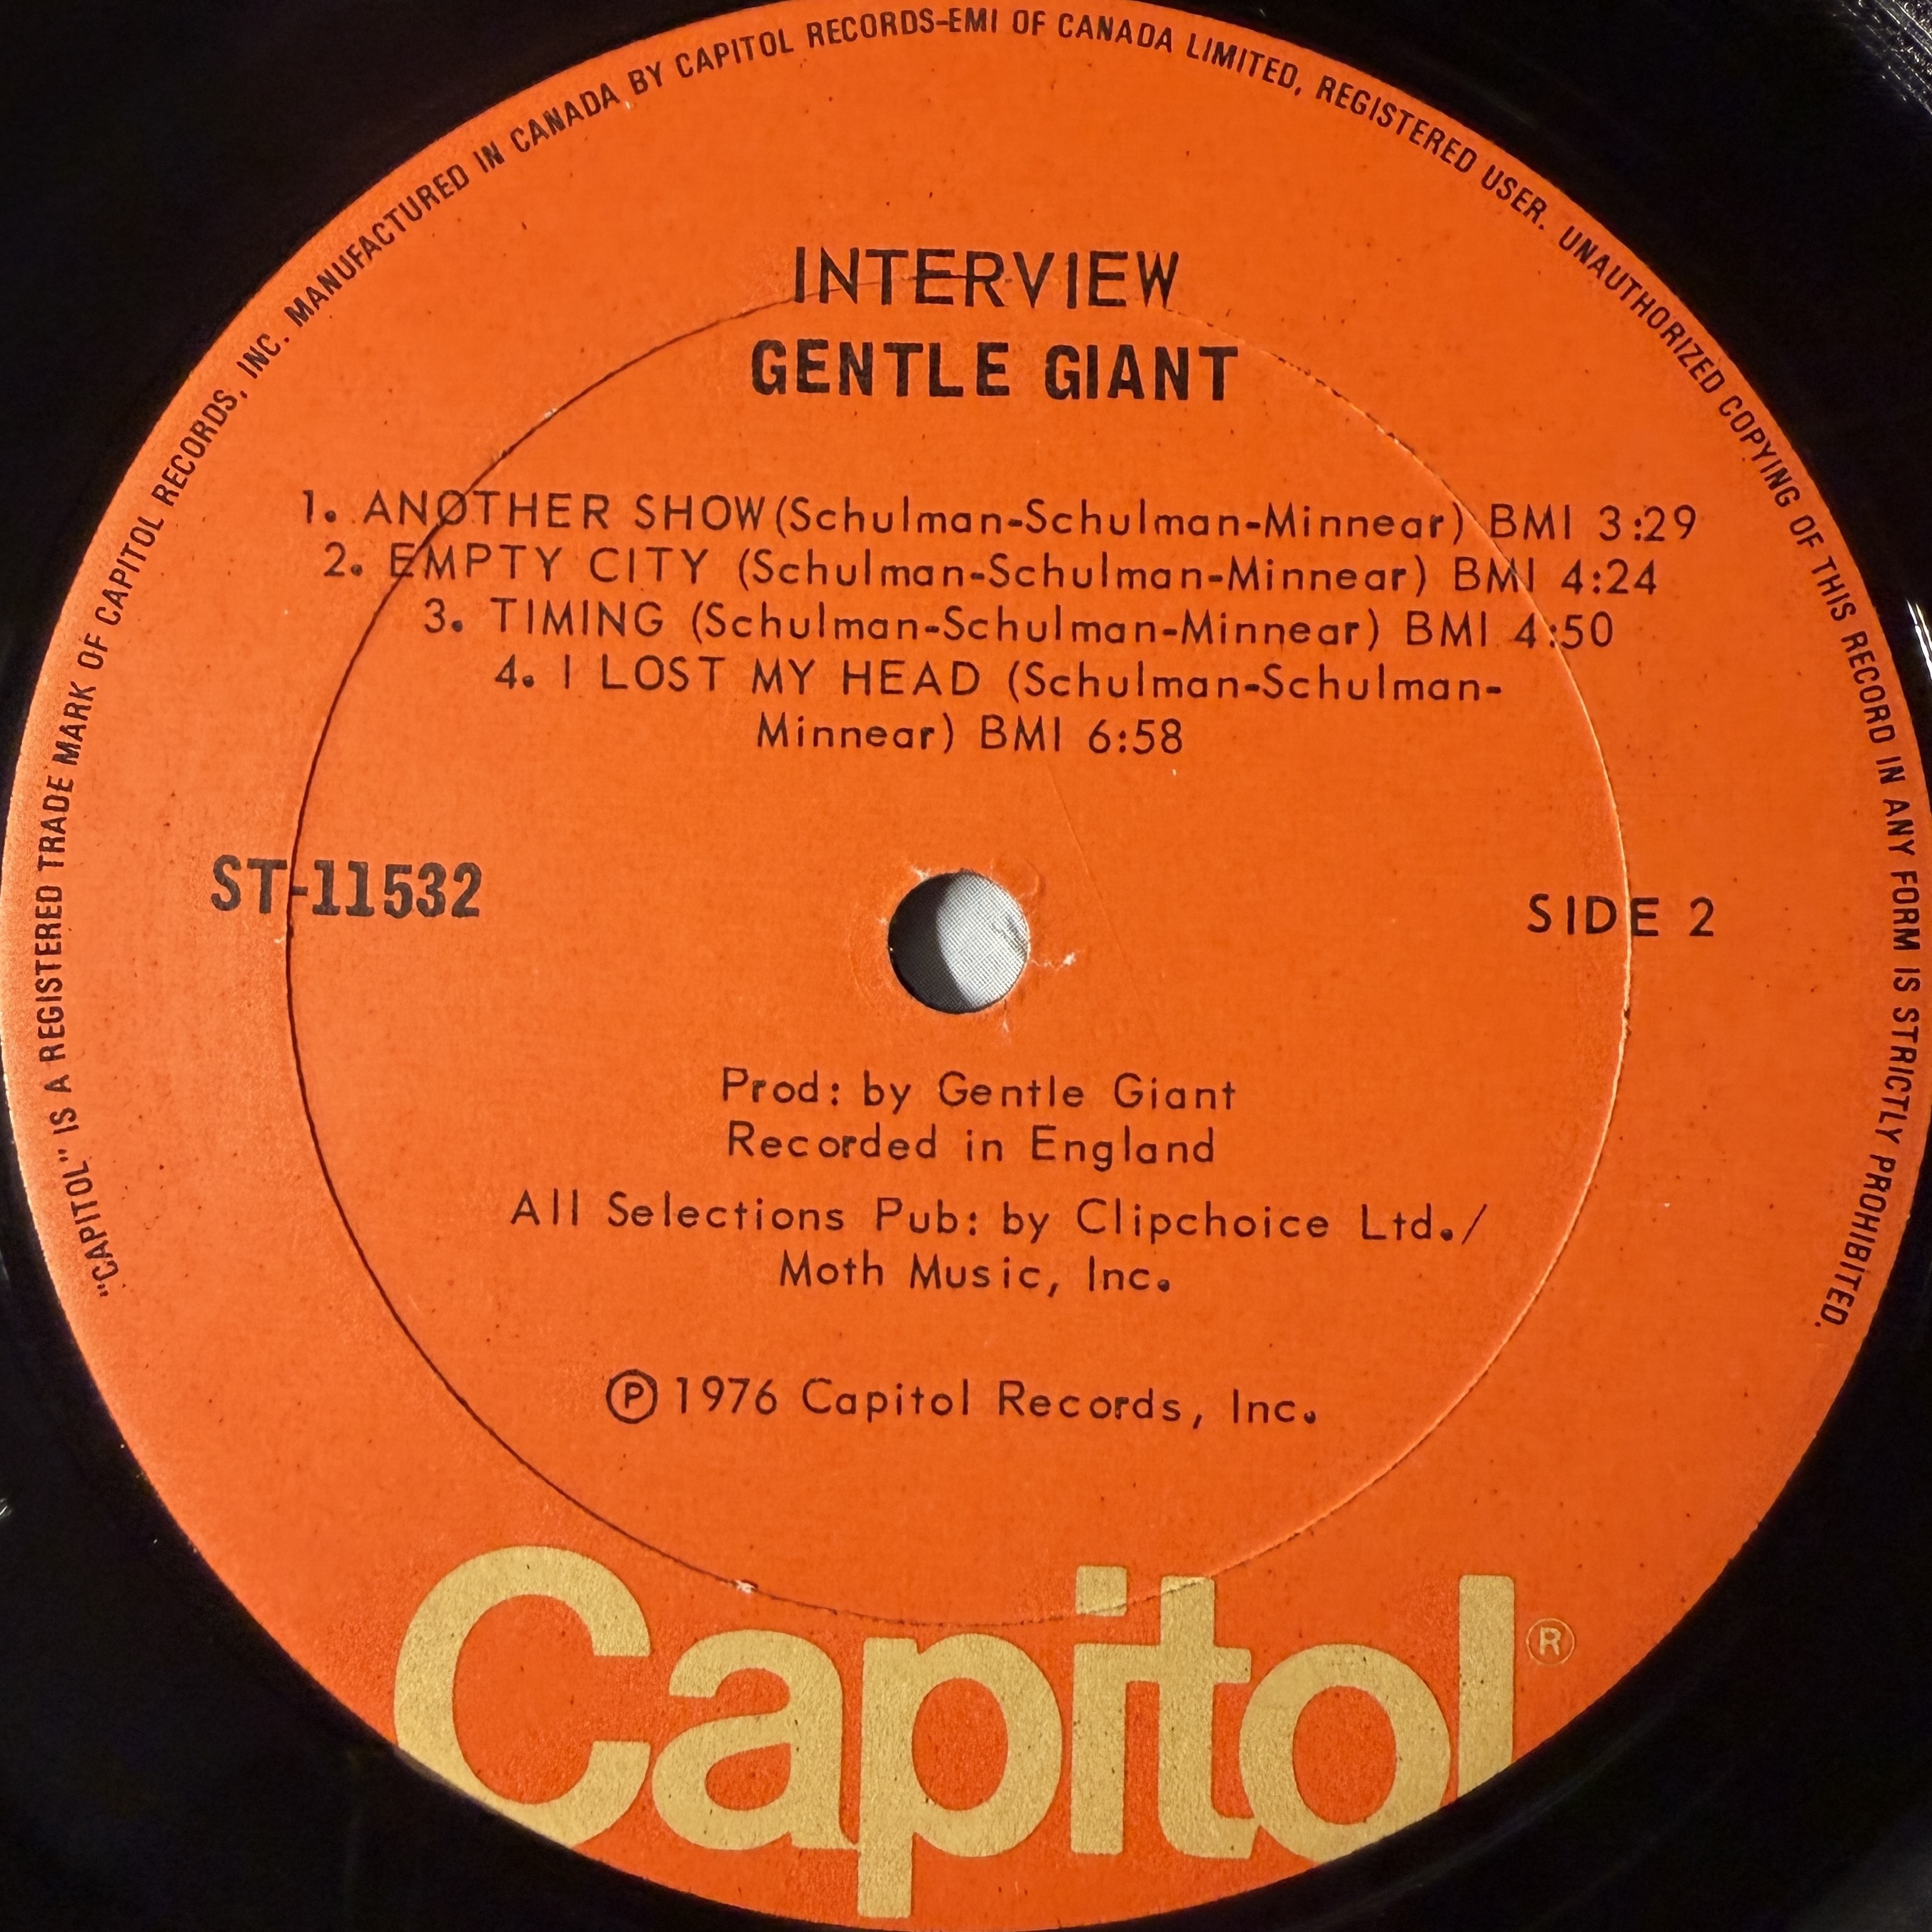 "CAPITOL" IS A REGISTERED TRADE MARK OF CAPITOL RECORDS, INC. MANUFACTURED IN CANADA BY CAPITOL RECORDS-EMI OF CANADA LIMITED, REGISTERED USER. UNAUTHORIZED COPYING OF THIS RECORD IN ANY FORM IS STRICTLY PROHIBITED.
INTERVIEW
GENTLE GIANT
1. ANOTHER SHOW (Schulman-Schulman-Minnear) BMI 3:29
2. EMPTY CITY (Schulman-Schulman-Minnear) BMI 4:24
3. TIMING (Schulman-Schulman-Minnear) BMI 4:50
4. I LOST MY HEAD (Schulman-Schulman-
Minnear) BMI 6:58
ST-11532
SIDE 2
Prod: by Gentle Giant
Recorded in England
All Selections Pub: by Clipchoice Ltd./
Moth Music, Inc.
Ⓟ 1976 Capitol Records, Inc.
Capitol®